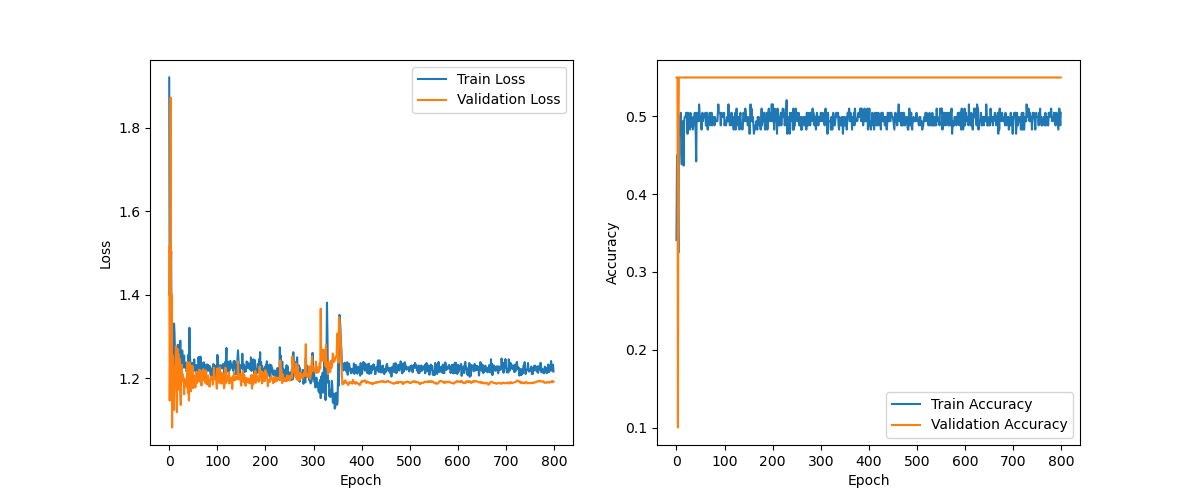 Train Loss
Validation Loss
1.8
1.6
1.4
1.2
Loss
0 100 200 300 400 500 600 700 800
Epoch
0.5
0.4
0.3
0.2
0.1
Accuracy
Train Accuracy
Validation Accuracy
0 100 200 300 400 500 600 700 800
Epoch